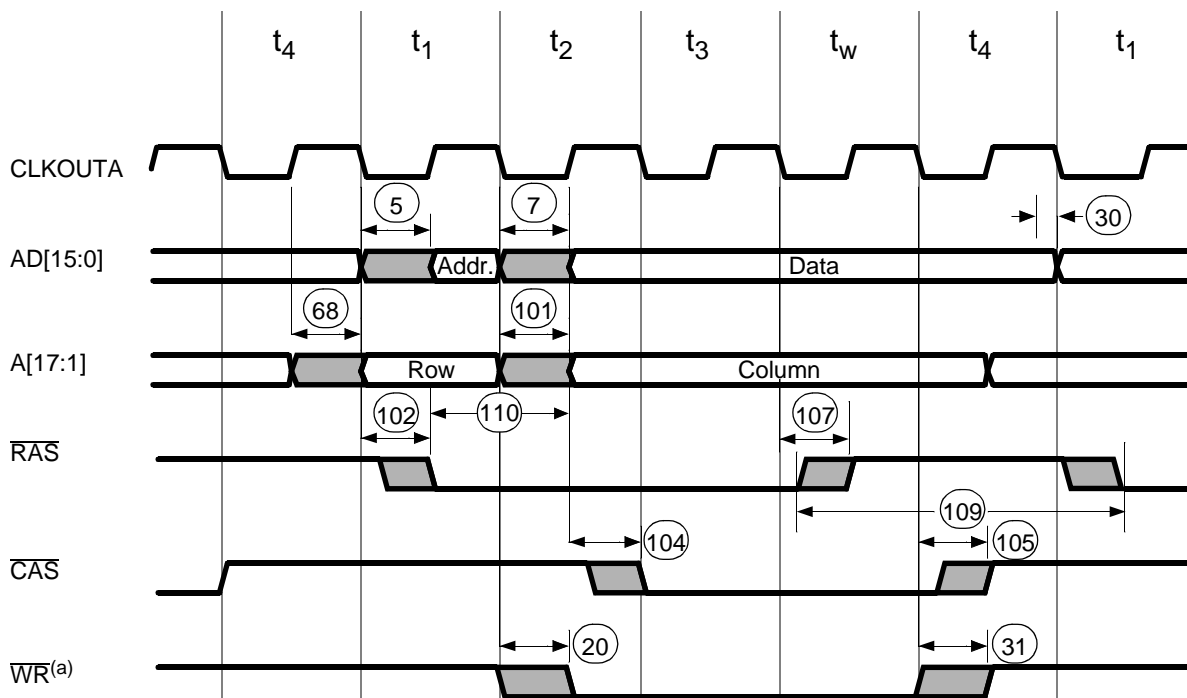 t4 t1 t2 t3 tw t4 t1
CLKOUTA
5 7 30
AD[15:0] Addr. Data
68 101
A[17:1] Row Column
102 110 107
RAS
109
104 105
CAS
20 31
WR(a)